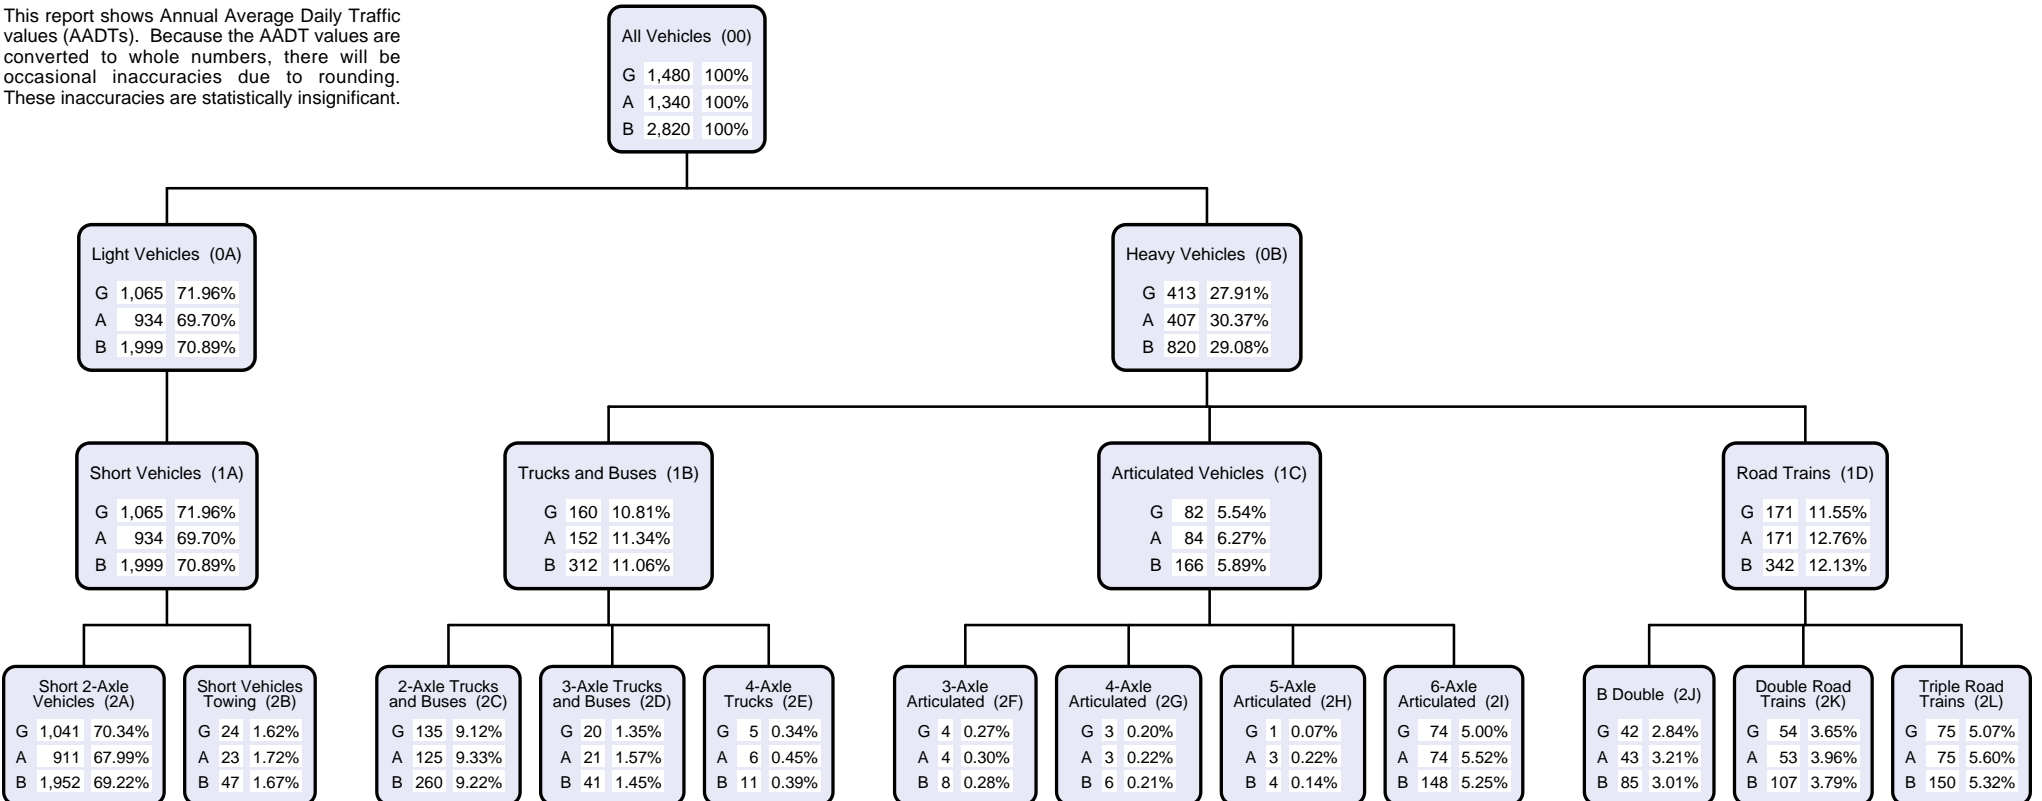 This report shows Annual Average Daily Traffic
values (AADTs). Because the AADT values are
converted to whole numbers, there will be
occasional inaccuracies due to rounding.
These inaccuracies are statistically insignificant.
All Vehicles (00)
G 1,480 100%
A 1,340 100%
B 2,820 100%
Light Vehicles (0A)
G 1,065 71.96%
A 934 69.70%
B 1,999 70.89%
Heavy Vehicles (0B)
G 413 27.91%
A 407 30.37%
B 820 29.08%
Short Vehicles (1A)
G 1,065 71.96%
A 934 69.70%
B 1,999 70.89%
Trucks and Buses (1B)
G 160 10.81%
A 152 11.34%
B 312 11.06%
Articulated Vehicles (1C)
G 82 5.54%
A 84 6.27%
B 166 5.89%
Road Trains (1D)
G 171 11.55%
A 171 12.76%
B 342 12.13%
Short 2-Axle
Vehicles (2A)
G 1,041 70.34%
A 911 67.99%
B 1,952 69.22%
Short Vehicles
Towing (2B)
G 24 1.62%
A 23 1.72%
B 47 1.67%
2-Axle Trucks
and Buses (2C)
G 135 9.12%
A 125 9.33%
B 260 9.22%
3-Axle Trucks
and Buses (2D)
G 20 1.35%
A 21 1.57%
B 41 1.45%
4-Axle
Trucks (2E)
G 5 0.34%
A 6 0.45%
B 11 0.39%
3-Axle
Articulated (2F)
G 4 0.27%
A 4 0.30%
B 8 0.28%
4-Axle
Articulated (2G)
G 3 0.20%
A 3 0.22%
B 6 0.21%
5-Axle
Articulated (2H)
G 1 0.07%
A 3 0.22%
B 4 0.14%
6-Axle
Articulated (2I)
G 74 5.00%
A 74 5.52%
B 148 5.25%
B Double (2J)
G 42 2.84%
A 43 3.21%
B 85 3.01%
Double Road
Trains (2K)
G 54 3.65%
A 53 3.96%
B 107 3.79%
Triple Road
Trains (2L)
G 75 5.07%
A 75 5.60%
B 150 5.32%